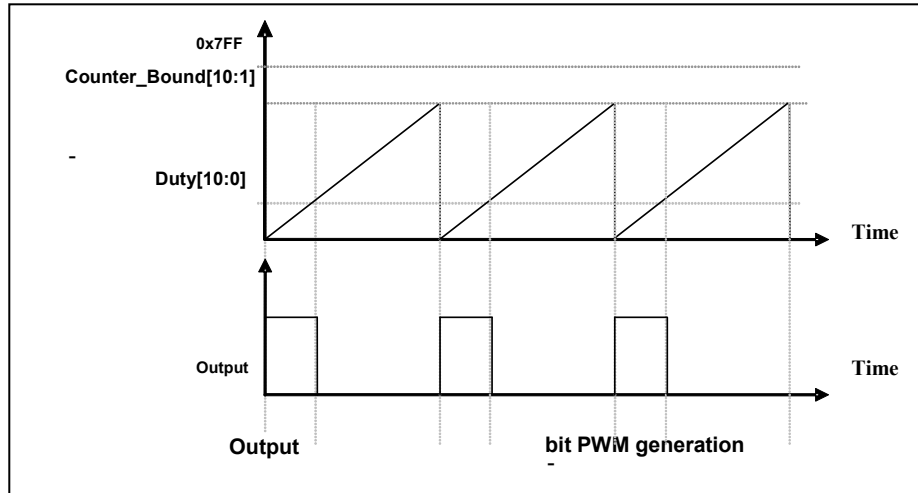 0x7FF
Counter_Bound[10:1]
-
Duty[10:0]
Time
Output
Time
Output bit PWM generation
-